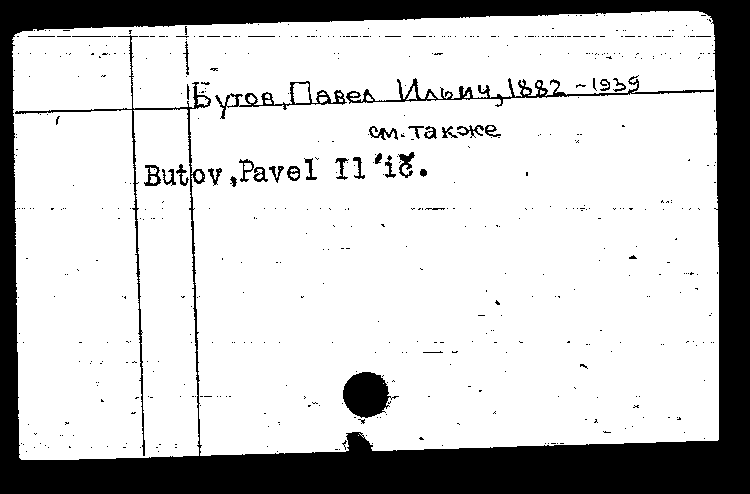 Бутов, Павел Ильич, 1882-1939
см. также
Butov, Pavel Il'ič.